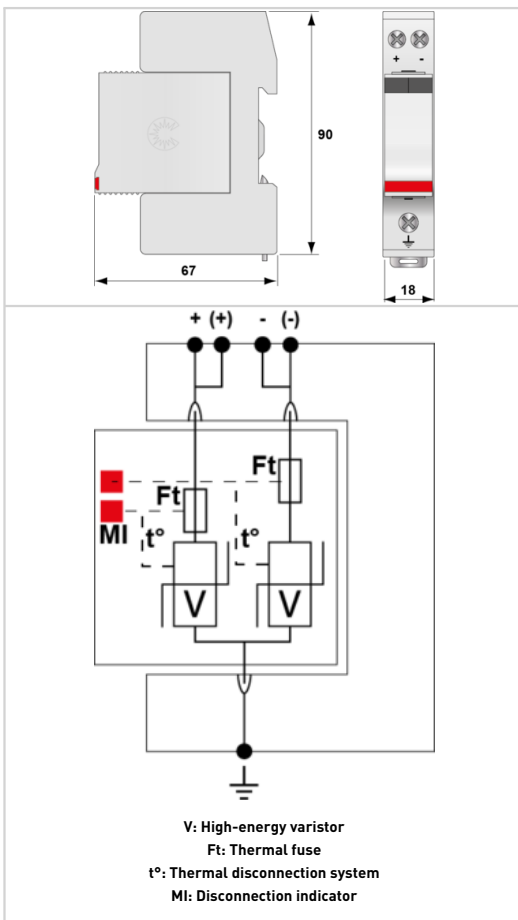 + -
90
67
18
+ (+) - (-)
Ft
Ft
MI
t° t°
V V
V: High-energy varistor
Ft: Thermal fuse
t°: Thermal disconnection system
MI: Disconnection indicator